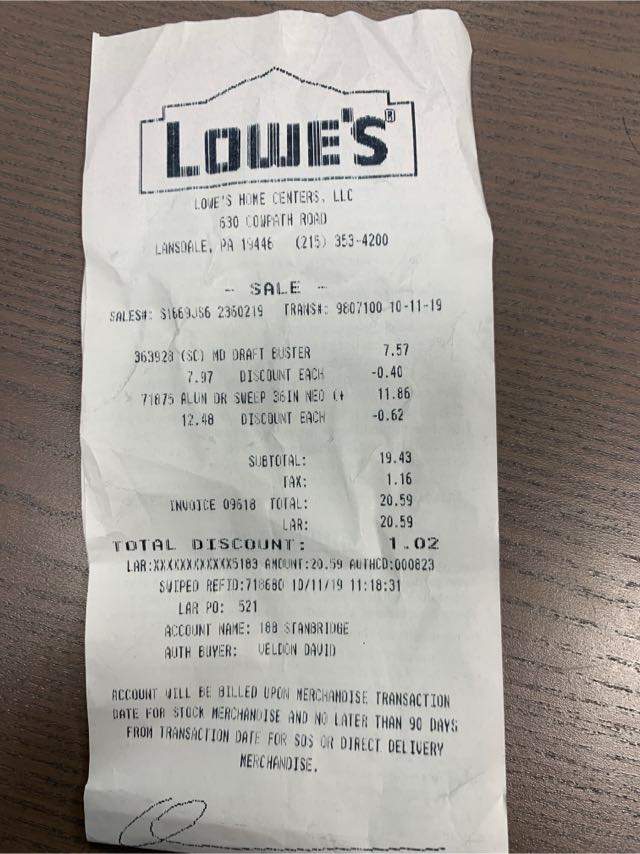 LOWE'S®
LOWE'S HOME CENTERS, LLC
630 COWPATH ROAD
LANSDALE, PA 19446 (215) 353-4200
- SALE -
SALES#: S1669JS6 2360219 TRANS#: 9807100 10-11-19
363928 (SC) MD DRAFT BUSTER 7.57
7.97 DISCOUNT EACH -0.40
71875 ALUM DR SWEEP 36IN NEO (+ 11.86
12.48 DISCOUNT EACH -0.62
SUBTOTAL: 19.43
TAX: 1.16
INVOICE 09618 TOTAL: 20.59
LAR: 20.59
TOTAL DISCOUNT: 1.02
LAR:XXXXXXXXXXXX5183 AMOUNT:20.59 AUTHCD:000823
SWIPED REFID:718680 10/11/19 11:18:31
LAR PO: 521
ACCOUNT NAME: 188 STANBRIDGE
AUTH BUYER: VELDON DAVID
ACCOUNT WILL BE BILLED UPON MERCHANDISE TRANSACTION
DATE FOR STOCK MERCHANDISE AND NO LATER THAN 90 DAYS
FROM TRANSACTION DATE FOR SOS OR DIRECT DELIVERY
MERCHANDISE.